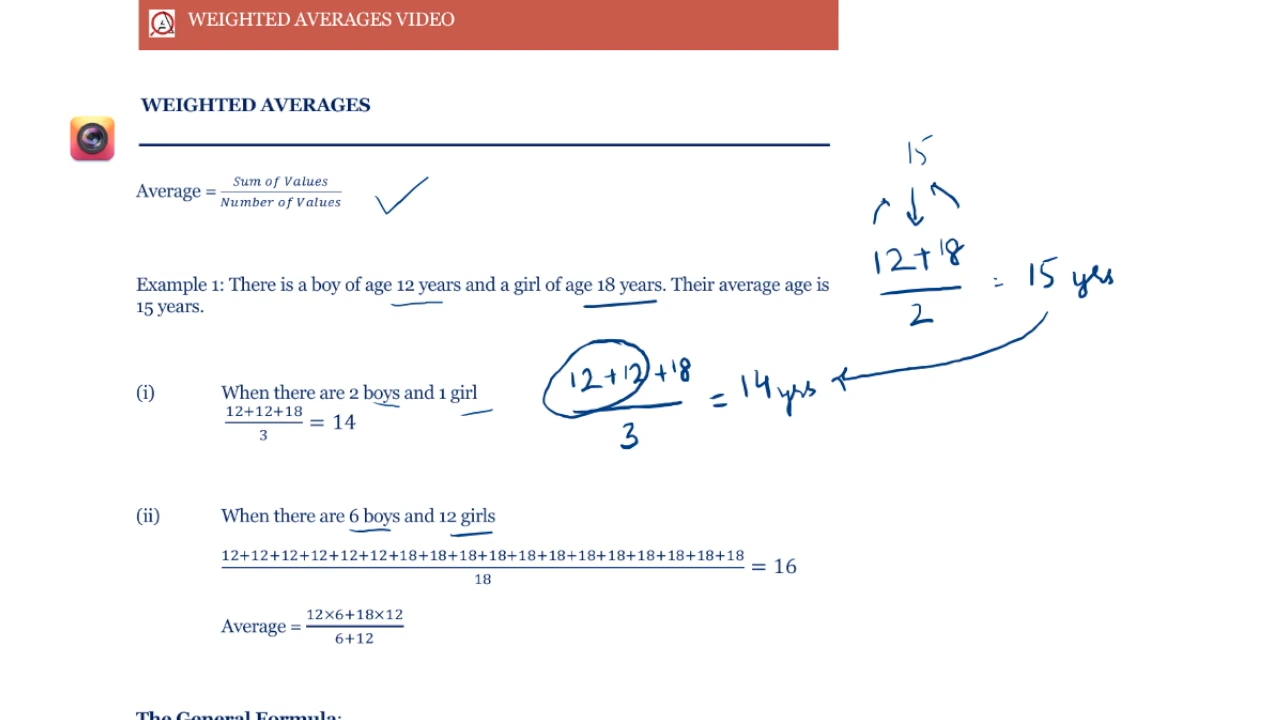 WEIGHTED AVERAGES VIDEO
WEIGHTED AVERAGES
15
Average = Sum of Values / Number of Values
12+18 / 2 = 15 yrs
Example 1: There is a boy of age 12 years and a girl of age 18 years. Their average age is
15 years.
(i) When there are 2 boys and 1 girl
12+12+18 / 3 = 14
12+12+18 / 3 = 14 yrs
(ii) When there are 6 boys and 12 girls
12+12+12+12+12+12+18+18+18+18+18+18+18+18+18+18+18+18 / 18 = 16
Average = 12×6+18×12 / 6+12
The General Formula: